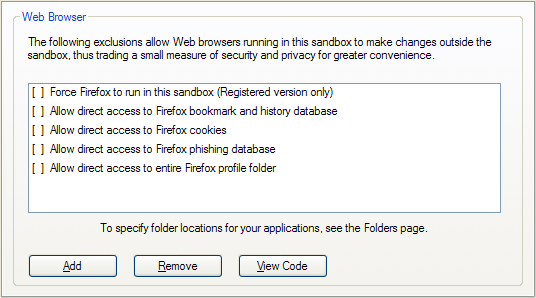 Web Browser
The following exclusions allow Web browsers running in this sandbox to make changes outside the
sandbox, thus trading a small measure of security and privacy for greater convenience.
[ ] Force Firefox to run in this sandbox (Registered version only)
[ ] Allow direct access to Firefox bookmark and history database
[ ] Allow direct access to Firefox cookies
[ ] Allow direct access to Firefox phishing database
[ ] Allow direct access to entire Firefox profile folder
To specify folder locations for your applications, see the Folders page.
Add Remove View Code